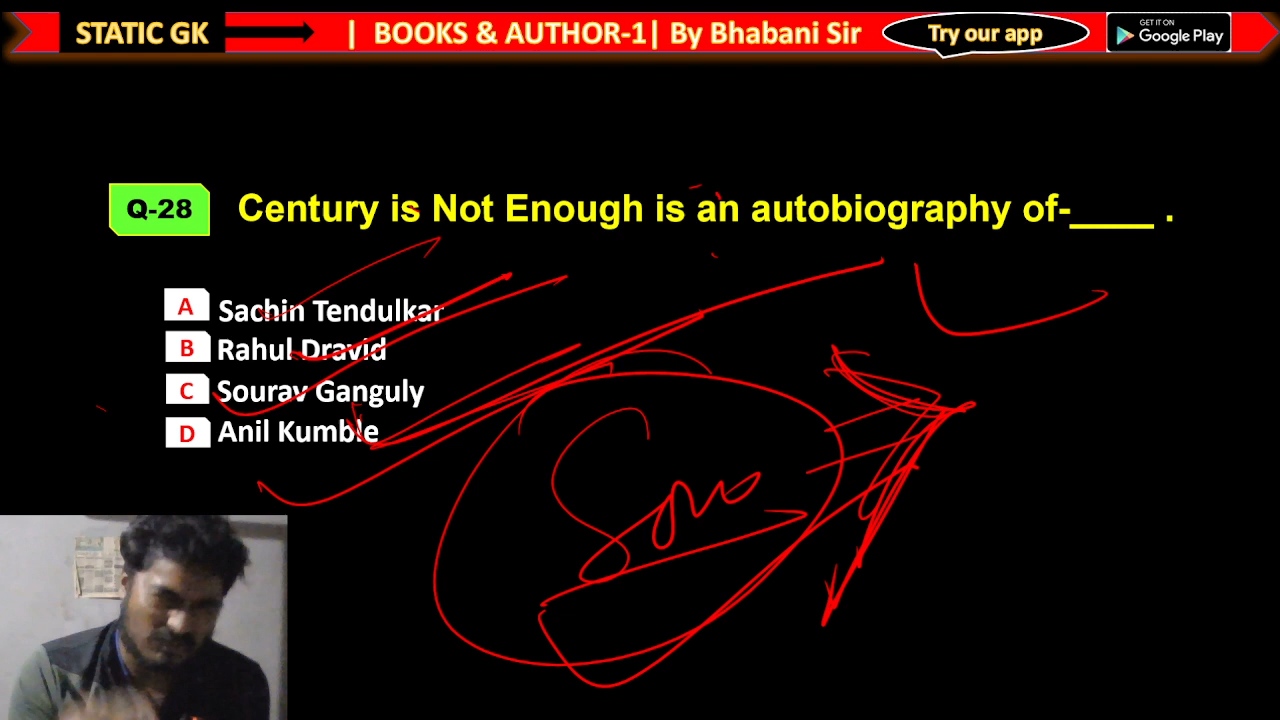 STATIC GK | BOOKS & AUTHOR-1| By Bhabani Sir Try our app GET IT ON Google Play
Q-28 Century is Not Enough is an autobiography of-____ .
A Sachin Tendulkar
B Rahul Dravid
C Sourav Ganguly
D Anil Kumble